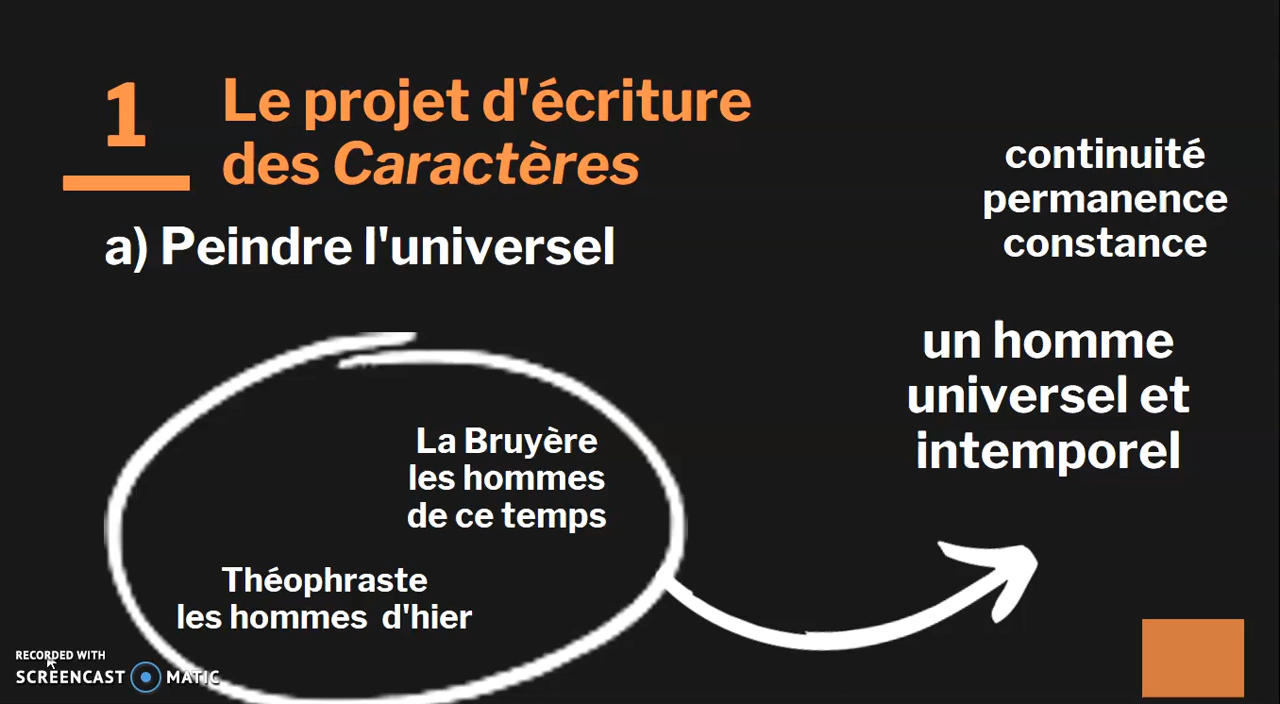 1
Le projet d'écriture
des Caractères
a) Peindre l'universel
continuité
permanence
constance
un homme
universel et
intemporel
La Bruyère
les hommes
de ce temps
Théophraste
les hommes d'hier
RECORDED WITH
SCREENCAST MATIC